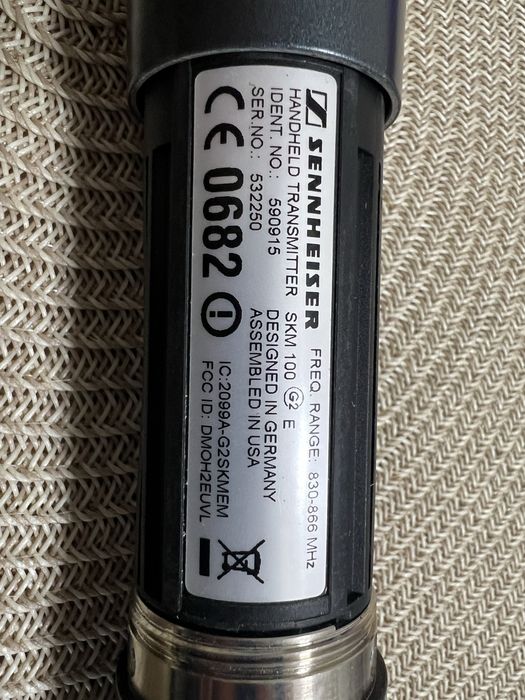 SENNHEISER FREQ. RANGE: 830-866 MHz
HANDHELD TRANSMITTER SKM 100 G2 E
IDENT. NO.: 590915 DESIGNED IN GERMANY
SER.NO.: 532250 ASSEMBLED IN USA
CE 0682 IC:2099A-G2SKMEM
FCC ID: DMOH2EUVL